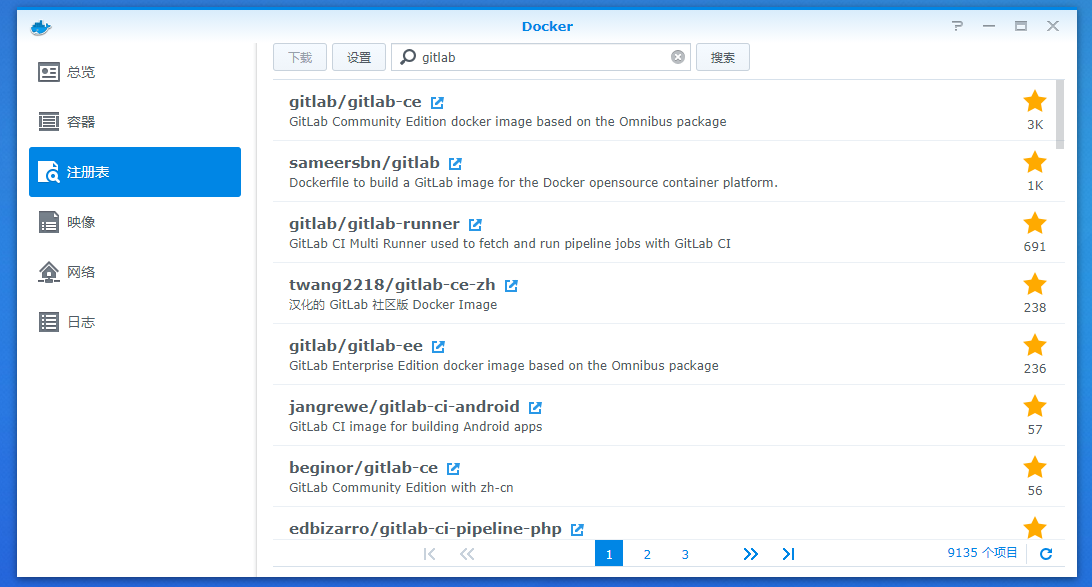 Docker
总览
容器
注册表
映像
网络
日志
下载 设置 gitlab 搜索
gitlab/gitlab-ce
GitLab Community Edition docker image based on the Omnibus package
3K
sameersbn/gitlab
Dockerfile to build a GitLab image for the Docker opensource container platform.
1K
gitlab/gitlab-runner
GitLab CI Multi Runner used to fetch and run pipeline jobs with GitLab CI
691
twang2218/gitlab-ce-zh
汉化的 GitLab 社区版 Docker Image
238
gitlab/gitlab-ee
GitLab Enterprise Edition docker image based on the Omnibus package
236
jangrewe/gitlab-ci-android
GitLab CI image for building Android apps
57
beginor/gitlab-ce
GitLab Community Edition with zh-cn
56
edbizarro/gitlab-ci-pipeline-php
1 2 3 9135 个项目